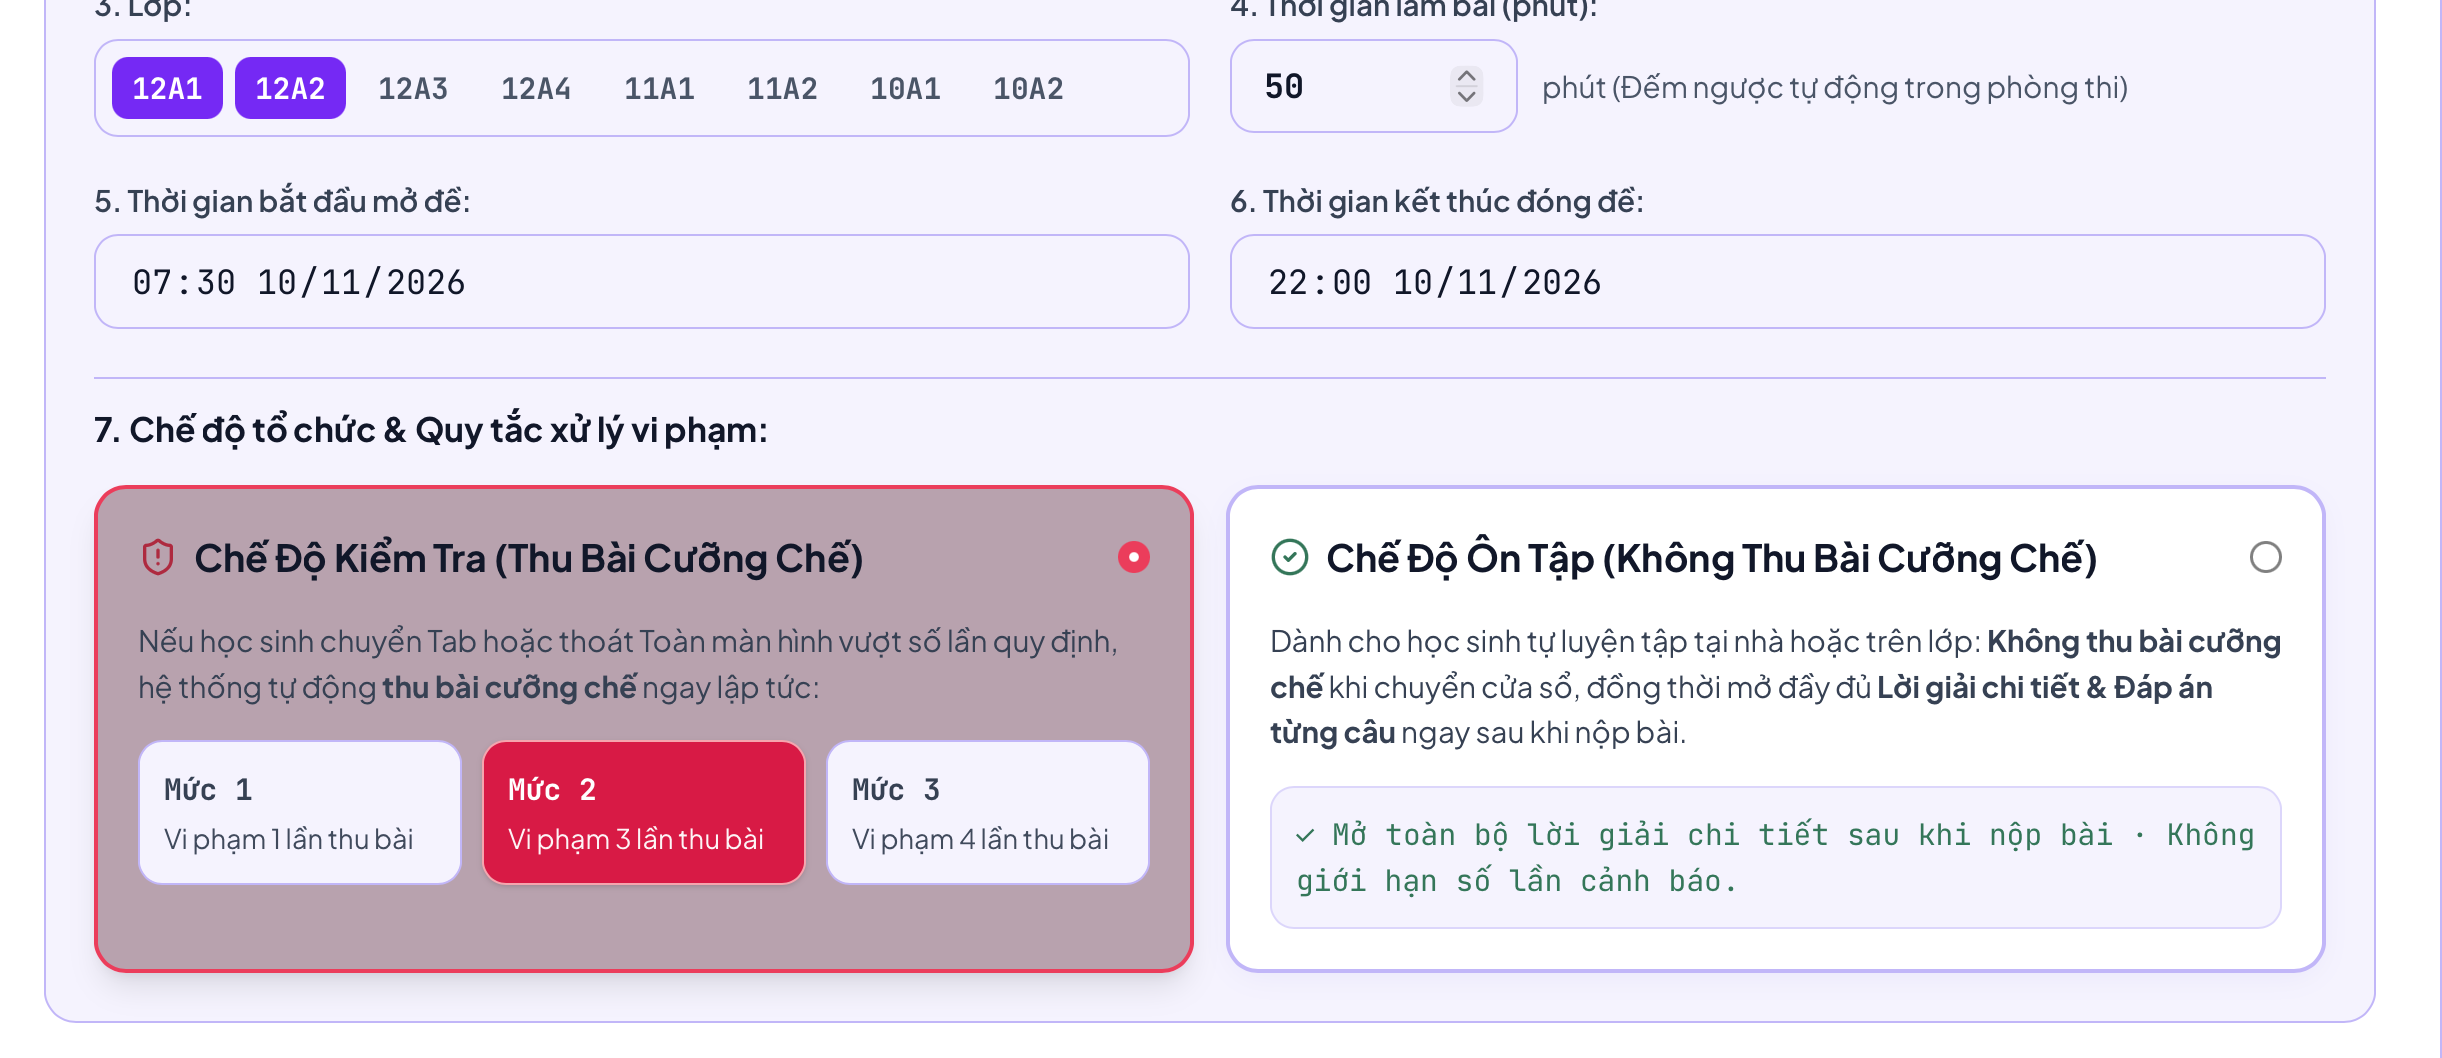 3. Lớp:
4. Thời gian làm bài (phút):
12A1 12A2 12A3 12A4 11A1 11A2 10A1 10A2
50
phút (Đếm ngược tự động trong phòng thi)
5. Thời gian bắt đầu mở đề:
6. Thời gian kết thúc đóng đề:
07:30 10/11/2026
22:00 10/11/2026
7. Chế độ tổ chức & Quy tắc xử lý vi phạm:
Chế Độ Kiểm Tra (Thu Bài Cưỡng Chế)
Nếu học sinh chuyển Tab hoặc thoát Toàn màn hình vượt số lần quy định,
hệ thống tự động thu bài cưỡng chế ngay lập tức:
Mức 1
Vi phạm 1 lần thu bài
Mức 2
Vi phạm 3 lần thu bài
Mức 3
Vi phạm 4 lần thu bài
Chế Độ Ôn Tập (Không Thu Bài Cưỡng Chế)
Dành cho học sinh tự luyện tập tại nhà hoặc trên lớp: Không thu bài cưỡng
chế khi chuyển cửa sổ, đồng thời mở đầy đủ Lời giải chi tiết & Đáp án
từng câu ngay sau khi nộp bài.
✓ Mở toàn bộ lời giải chi tiết sau khi nộp bài · Không
giới hạn số lần cảnh báo.